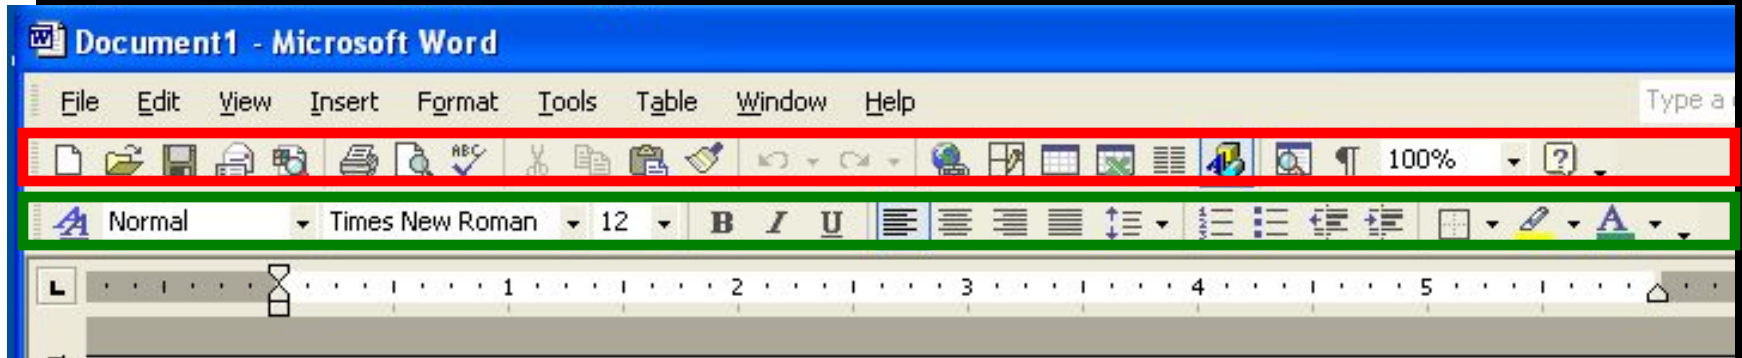 Document1 - Microsoft Word
File Edit View Insert Format Tools Table Window Help
Type a
ABC 100%
Normal Times New Roman 12 B I U A
L 1 2 3 4 5